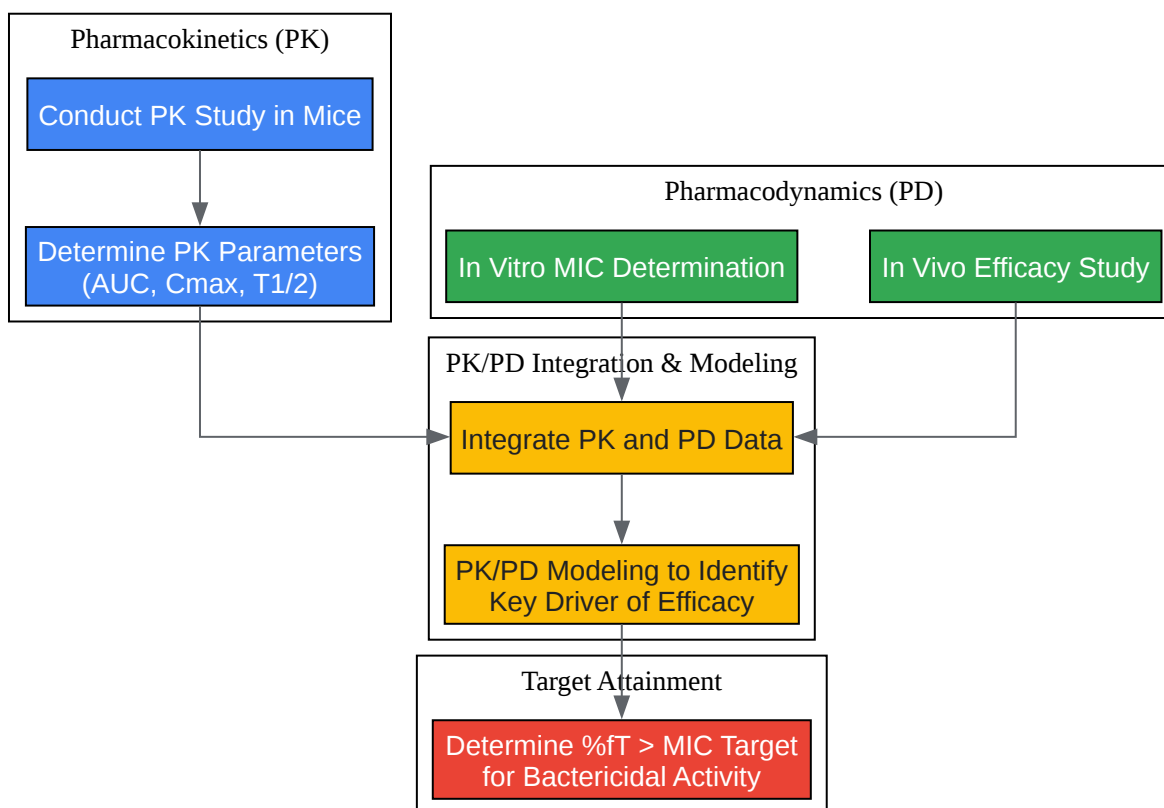 Pharmacokinetics (PK)
Conduct PK Study in Mice
Determine PK Parameters
(AUC, Cmax, T1/2)
Pharmacodynamics (PD)
In Vitro MIC Determination
In Vivo Efficacy Study
PK/PD Integration & Modeling
Integrate PK and PD Data
PK/PD Modeling to Identify
Key Driver of Efficacy
Target Attainment
Determine %fT > MIC Target
for Bactericidal Activity